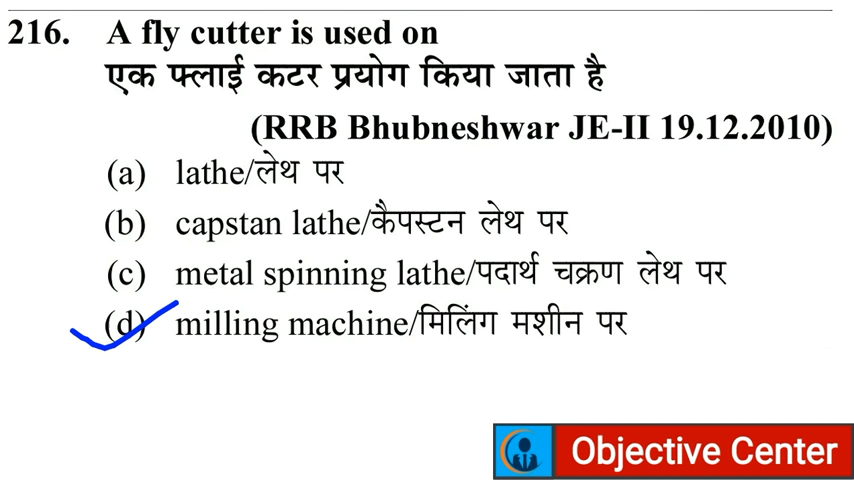 216. A fly cutter is used on
एक फ्लाई कटर प्रयोग किया जाता है
(RRB Bhubneshwar JE-II 19.12.2010)
(a) lathe/लेथ पर
(b) capstan lathe/कैपस्टन लेथ पर
(c) metal spinning lathe/पदार्थ चक्रण लेथ पर
(d) milling machine/मिलिंग मशीन पर
Objective Center